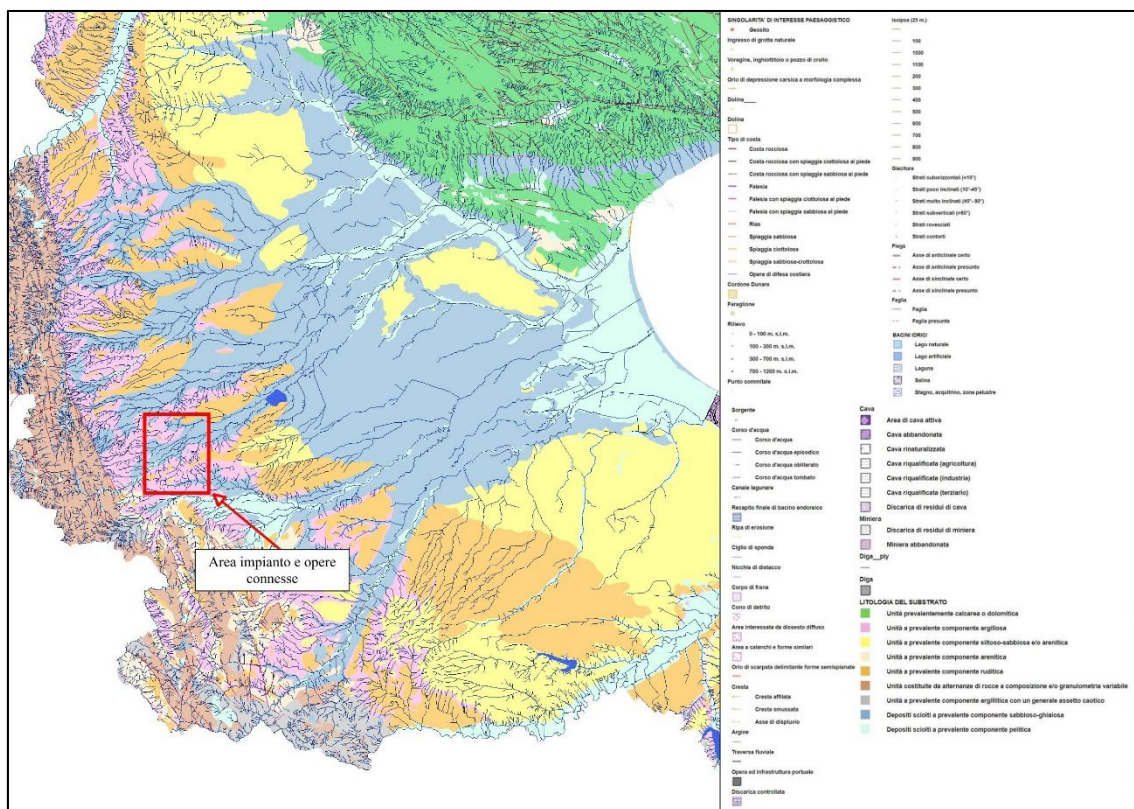 Area impianto e opere
connesse
SINGOLARITA' DI INTERESSE PAESAGGISTICO
Geosito
Ingresso di grotta naturale
Voragine, inghiottitoio o pozzo di crollo
Orlo di depressione carsica a morfologia complessa
Dolina____
Dolina
Tipo di costa
Costa rocciosa
Costa rocciosa con spiaggia ciottolosa al piede
Costa rocciosa con spiaggia sabbiosa al piede
Falesia
Falesia con spiaggia ciottolosa al piede
Falesia con spiaggia sabbiosa al piede
Rias
Spiaggia sabbiosa
Spiaggia ciottolosa
Spiaggia sabbiosa-ciottolosa
Opere di difesa costiera
Cordone Dunare
Faraglione
Rilievo
0 - 100 m. s.l.m.
100 - 300 m. s.l.m.
300 - 700 m. s.l.m.
700 - 1200 m. s.l.m.
Punto sommitale
Sorgente
Corso d'acqua
Corso d'acqua
Corso d'acqua episodico
Corso d'acqua obliterato
Corso d'acqua tombato
Canale lagunare
Recapito finale di bacino endoreico
Ripa di erosione
Ciglio di sponda
Nicchia di distacco
Corpo di frana
Cono di detrito
Area interessata da dissesto diffuso
Area a calanchi e forme similari
Orlo di scarpata delimitante forme semispianate
Cresta
Cresta affilata
Cresta smussata
Asse di displuvio
Argine
Traversa fluviale
Opera ed infrastruttura portuale
Discarica controllata
Isoipse (25 m.)
100
1000
1100
200
300
400
500
600
700
800
900
Giacitura
Strati suborizzontali (<10°)
Strati poco inclinati (10°-45°)
Strati molto inclinati (45°- 80°)
Strati subverticali (>80°)
Strati rovesciati
Strati contorti
Piega
Asse di anticlinale certo
Asse di anticlinale presunto
Asse di sinclinale certo
Asse di sinclinale presunto
Faglia
Faglia
Faglia presunta
BACINI IDRICI
Lago naturale
Lago artificiale
Laguna
Salina
Stagno, acquitrino, zona palustre
Cava
Area di cava attiva
Cava abbandonata
Cava rinaturalizzata
Cava riqualificata (agricoltura)
Cava riqualificata (industria)
Cava riqualificata (terziario)
Discarica di residui di cava
Miniera
Discarica di residui di miniera
Miniera abbandonata
Diga__ply
Diga
LITOLOGIA DEL SUBSTRATO
Unità prevalentemente calcarea o dolomitica
Unità a prevalente componente argillosa
Unità a prevalente componente siltoso-sabbiosa e/o arenitica
Unità a prevalente componente arenitica
Unità a prevalente componente ruditica
Unità costituite da alternanze di rocce a composizione e/o granulometria variabile
Unità a prevalente componente argillitica con un generale assetto caotico
Depositi sciolti a prevalente componente sabbioso-ghiaiosa
Depositi sciolti a prevalente componente pelitica